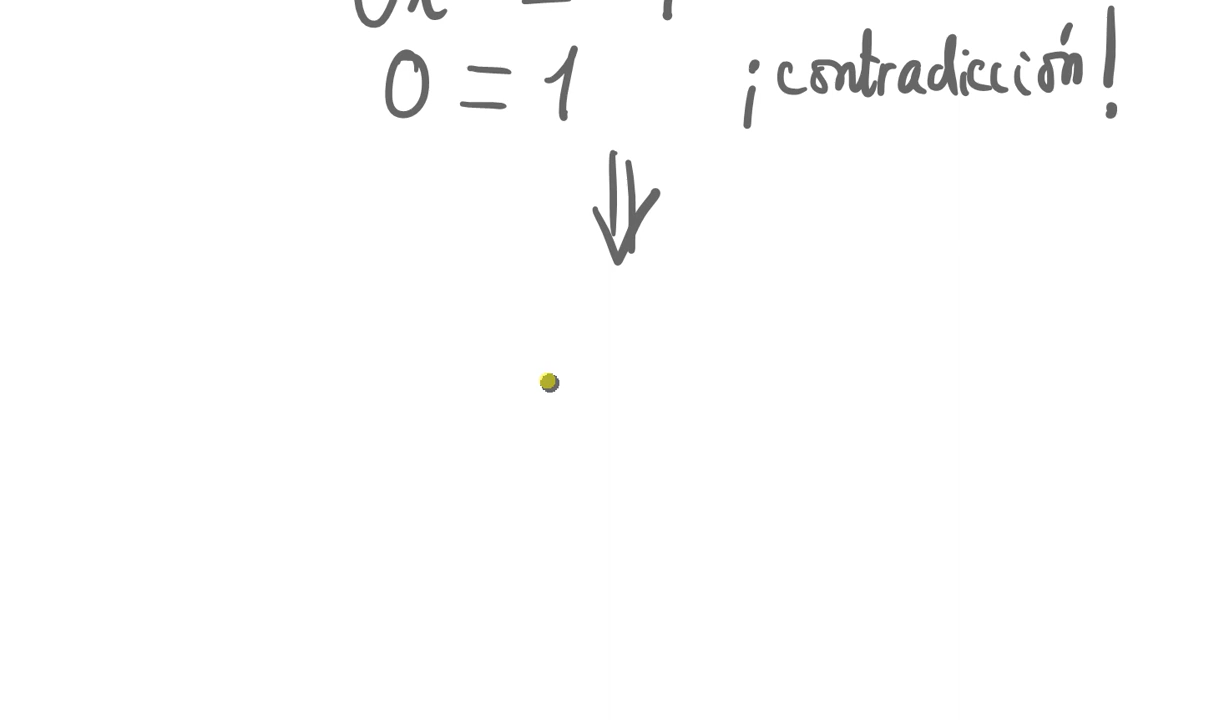 0 = 1 ¡contradicción!